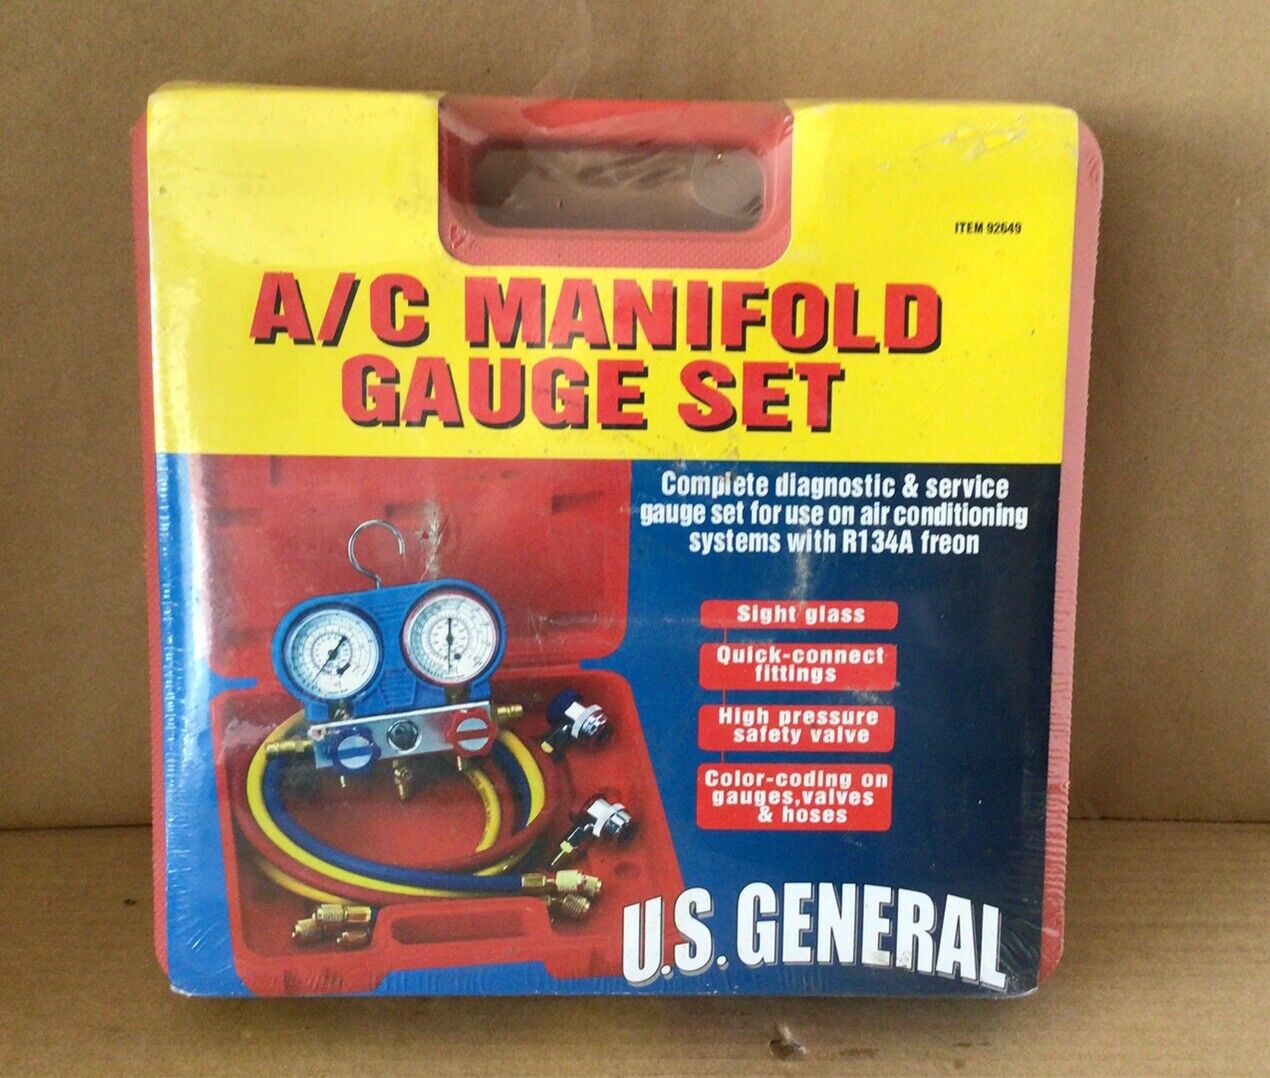 ITEM 92649
A/C MANIFOLD
GAUGE SET
Complete diagnostic & service
gauge set for use on air conditioning
systems with R134A freon
Sight glass
Quick-connect
fittings
High pressure
safety valve
Color-coding on
gauges,valves
& hoses
U.S. GENERAL